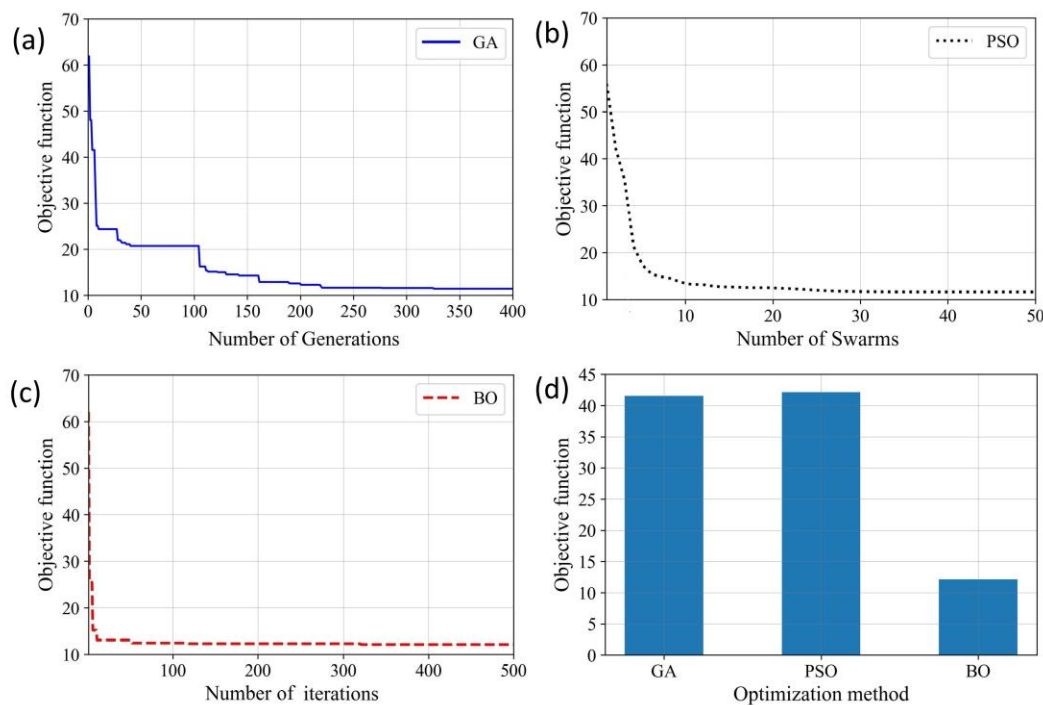 (a)
70
60
50
40
30
20
10
Objective function
GA
0 50 100 150 200 250 300 350 400
Number of Generations
(b)
70
60
50
40
30
20
10
Objective function
PSO
10 20 30 40 50
Number of Swarms
(c)
70
60
50
40
30
20
10
Objective function
BO
100 200 300 400 500
Number of iterations
(d)
45
40
35
30
25
20
15
10
5
0
Objective function
GA PSO BO
Optimization method